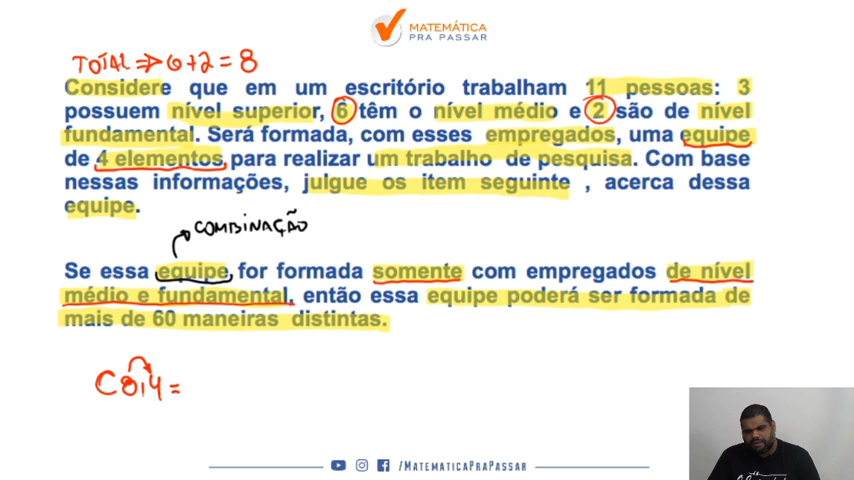 MATEMÁTICA
PRA PASSAR
TOTAL => 6+2 = 8
Considere que em um escritório trabalham 11 pessoas: 3
possuem nível superior, 6 têm o nível médio e 2 são de nível
fundamental. Será formada, com esses empregados, uma equipe
de 4 elementos, para realizar um trabalho de pesquisa. Com base
nessas informações, julgue os item seguinte , acerca dessa
equipe.
COMBINAÇÃO
Se essa equipe, for formada somente com empregados de nível
médio e fundamental, então essa equipe poderá ser formada de
mais de 60 maneiras distintas.
C8,4 =
/MATEMATICAPRAPASSAR